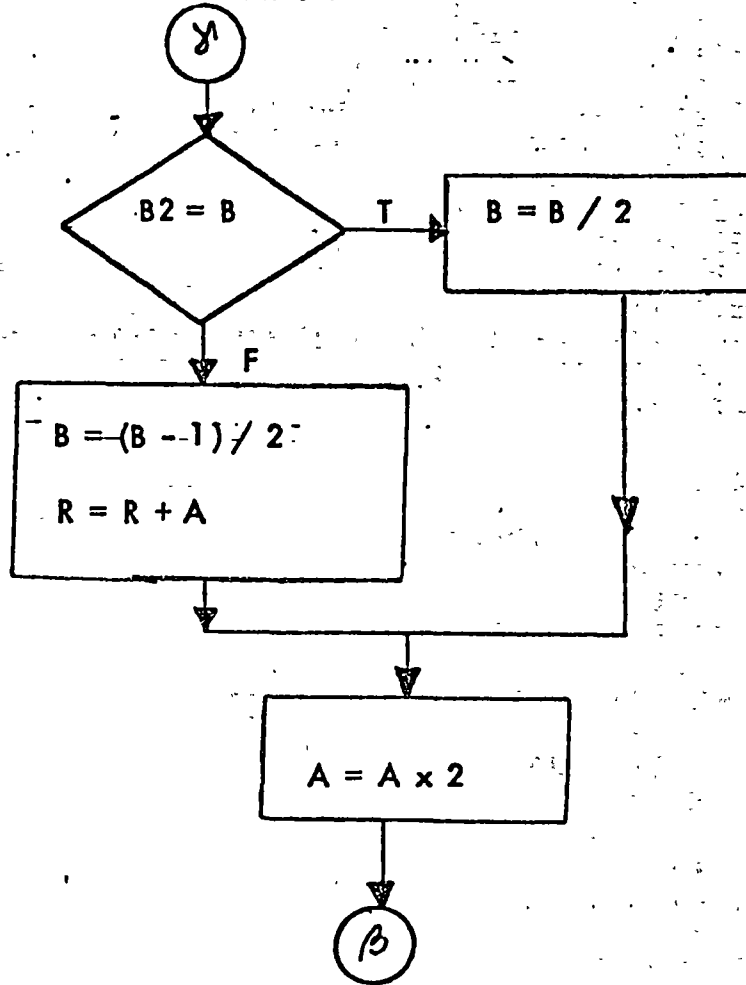 γ
B2 = B
T
B = B / 2
F
B = (B - 1) / 2
R = R + A
A = A x 2
β